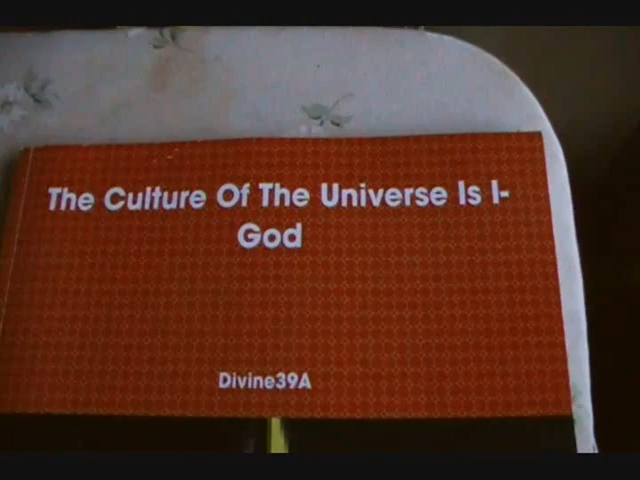 The Culture Of The Universe Is I-
God
Divine39A